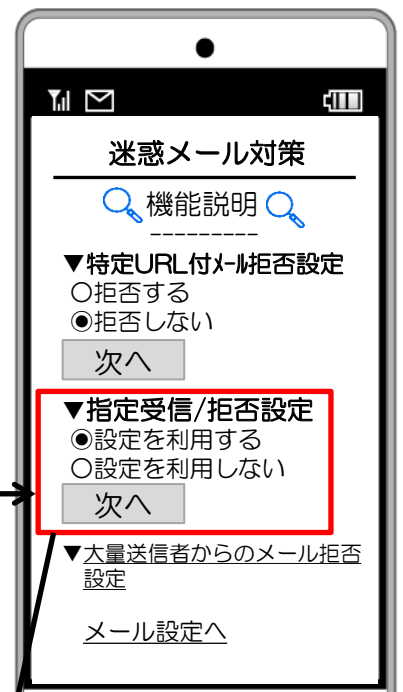 迷惑メール対策
機能説明
▼特定URL付ﾒｰﾙ拒否設定
○拒否する
◉拒否しない
次へ
▼指定受信/拒否設定
◉設定を利用する
○設定を利用しない
次へ
▼大量送信者からのメール拒否
設定
メール設定へ